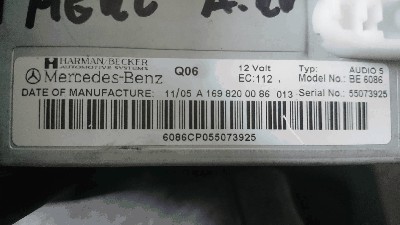 MERC A.
HARMAN/BECKER
AUTOMOTIVE SYSTEMS
Mercedes-Benz Q06 12 Volt Typ: AUDIO 5
EC:112 Model No.: BE 6086
DATE OF MANUFACTURE: 11/05 A 169 820 00 86 013 Serial No.: 55073925
6086CP055073925